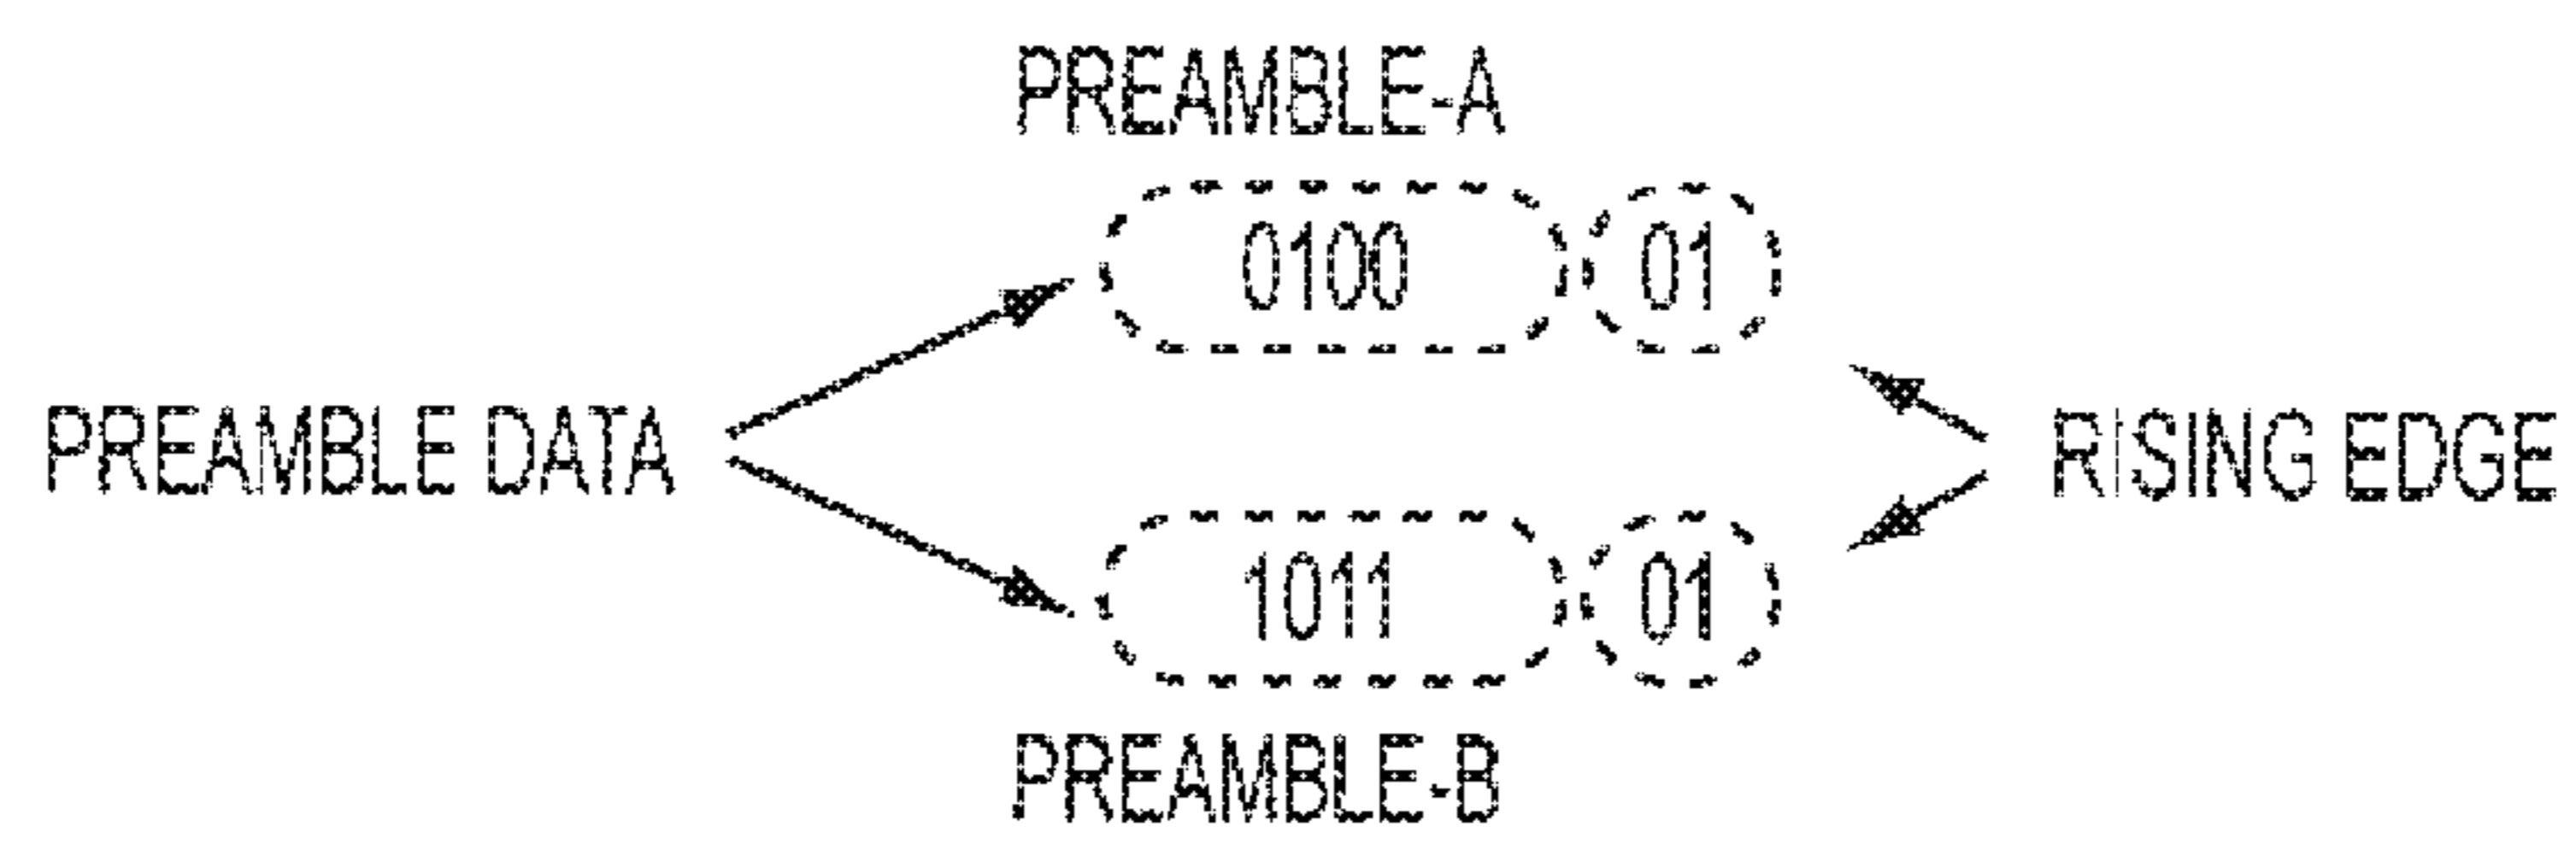 PREAMBLE-A
0100 01
PREAMBLE DATA
RISING EDGE
1011 01
PREAMBLE-B